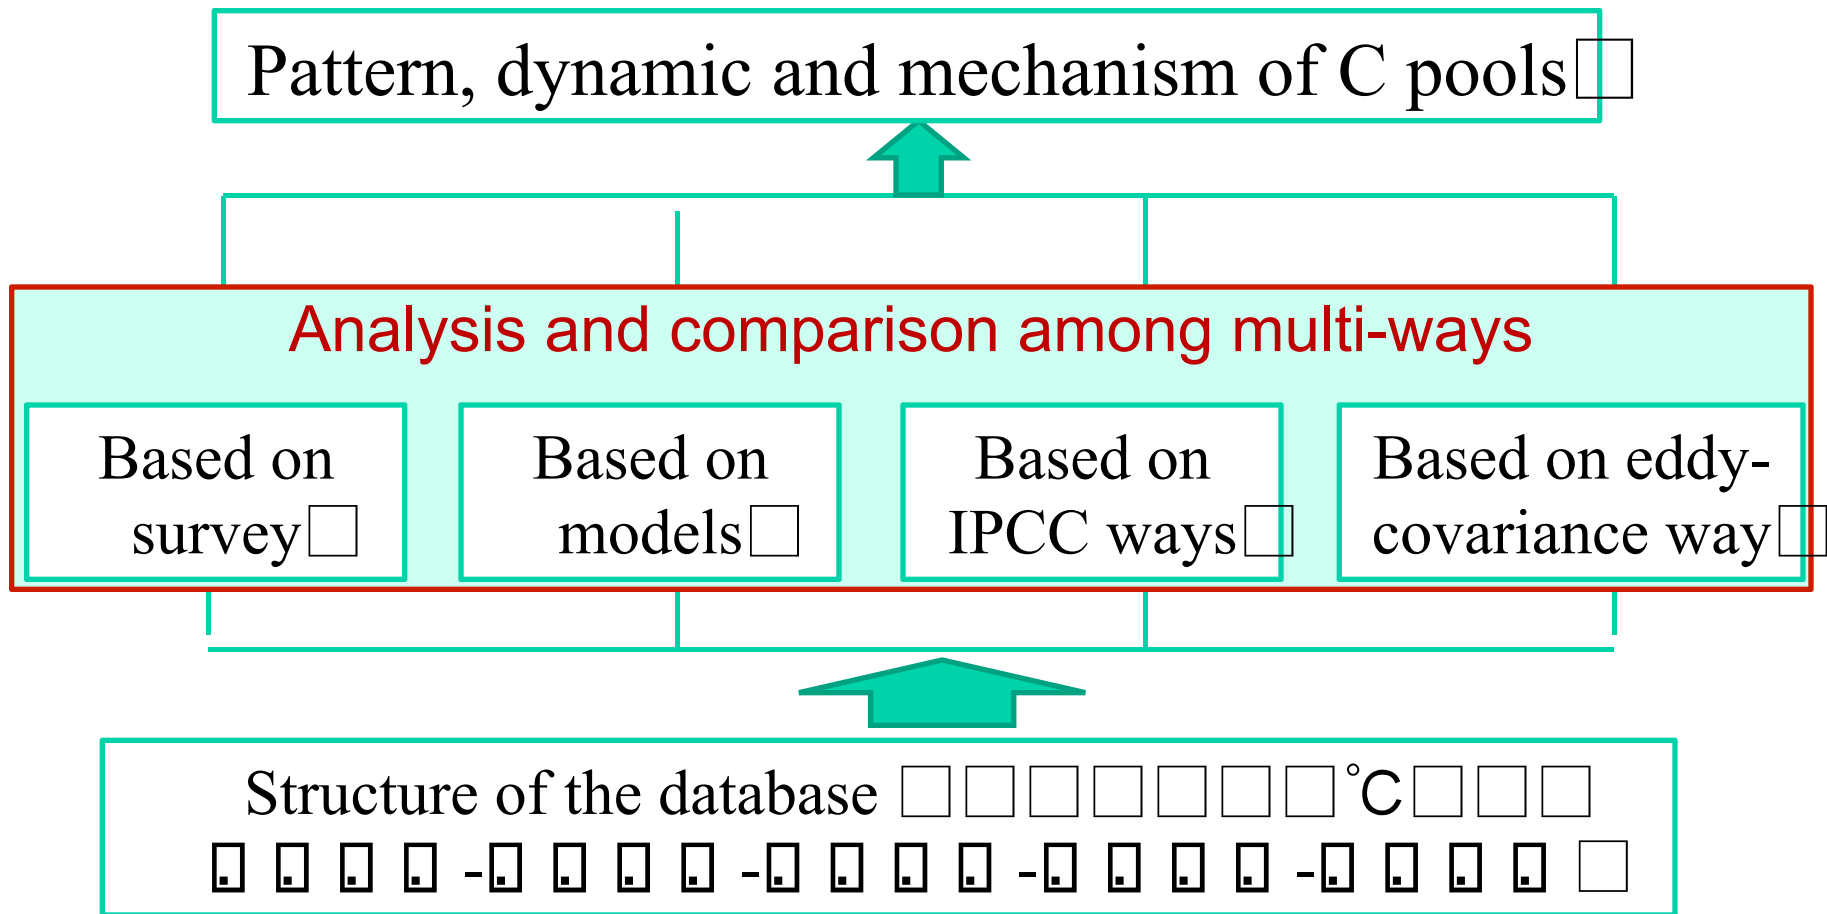 Pattern, dynamic and mechanism of C pools
Analysis and comparison among multi-ways
Based on
survey
Based on
models
Based on
IPCC ways
Based on eddy-
covariance way
Structure of the database ℃